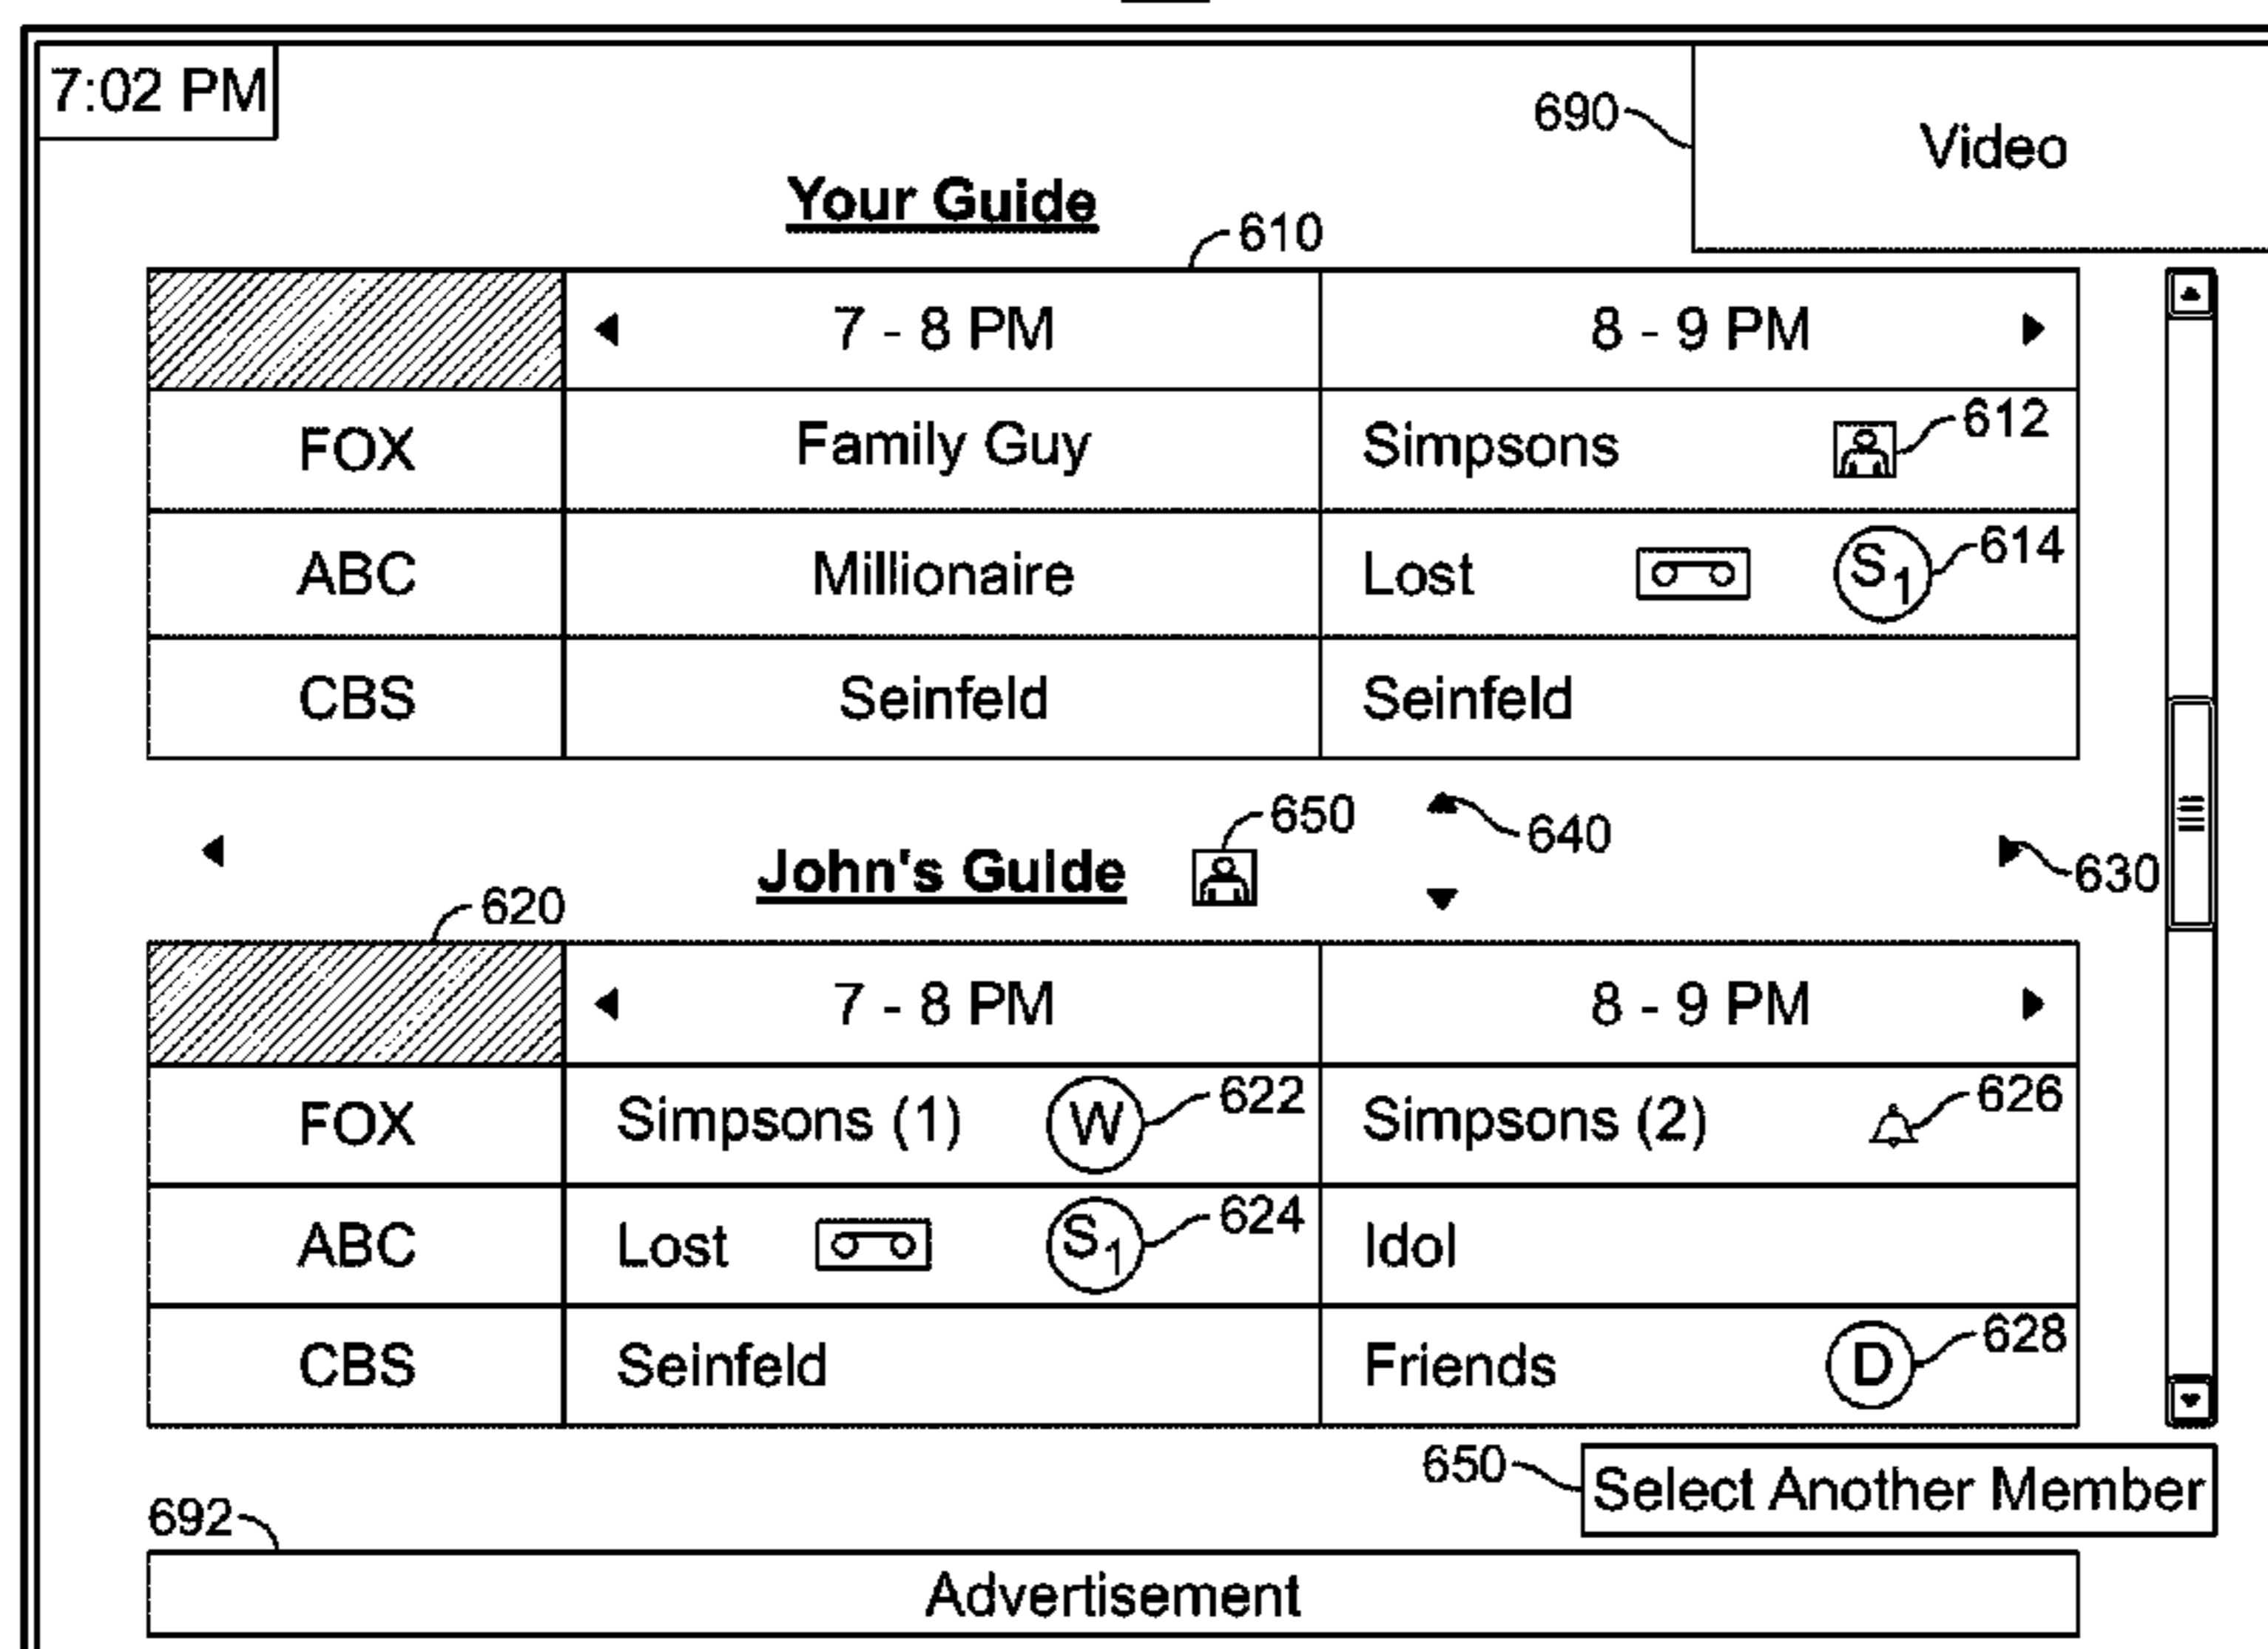 7:02 PM
690
Video
Your Guide
610
7 - 8 PM
8 - 9 PM
FOX
Family Guy
Simpsons
612
ABC
Millionaire
Lost
S1
614
CBS
Seinfeld
Seinfeld
650
640
John's Guide
630
620
7 - 8 PM
8 - 9 PM
FOX
Simpsons (1)
W
622
Simpsons (2)
626
ABC
Lost
S1
624
Idol
CBS
Seinfeld
Friends
D
628
650
Select Another Member
692
Advertisement